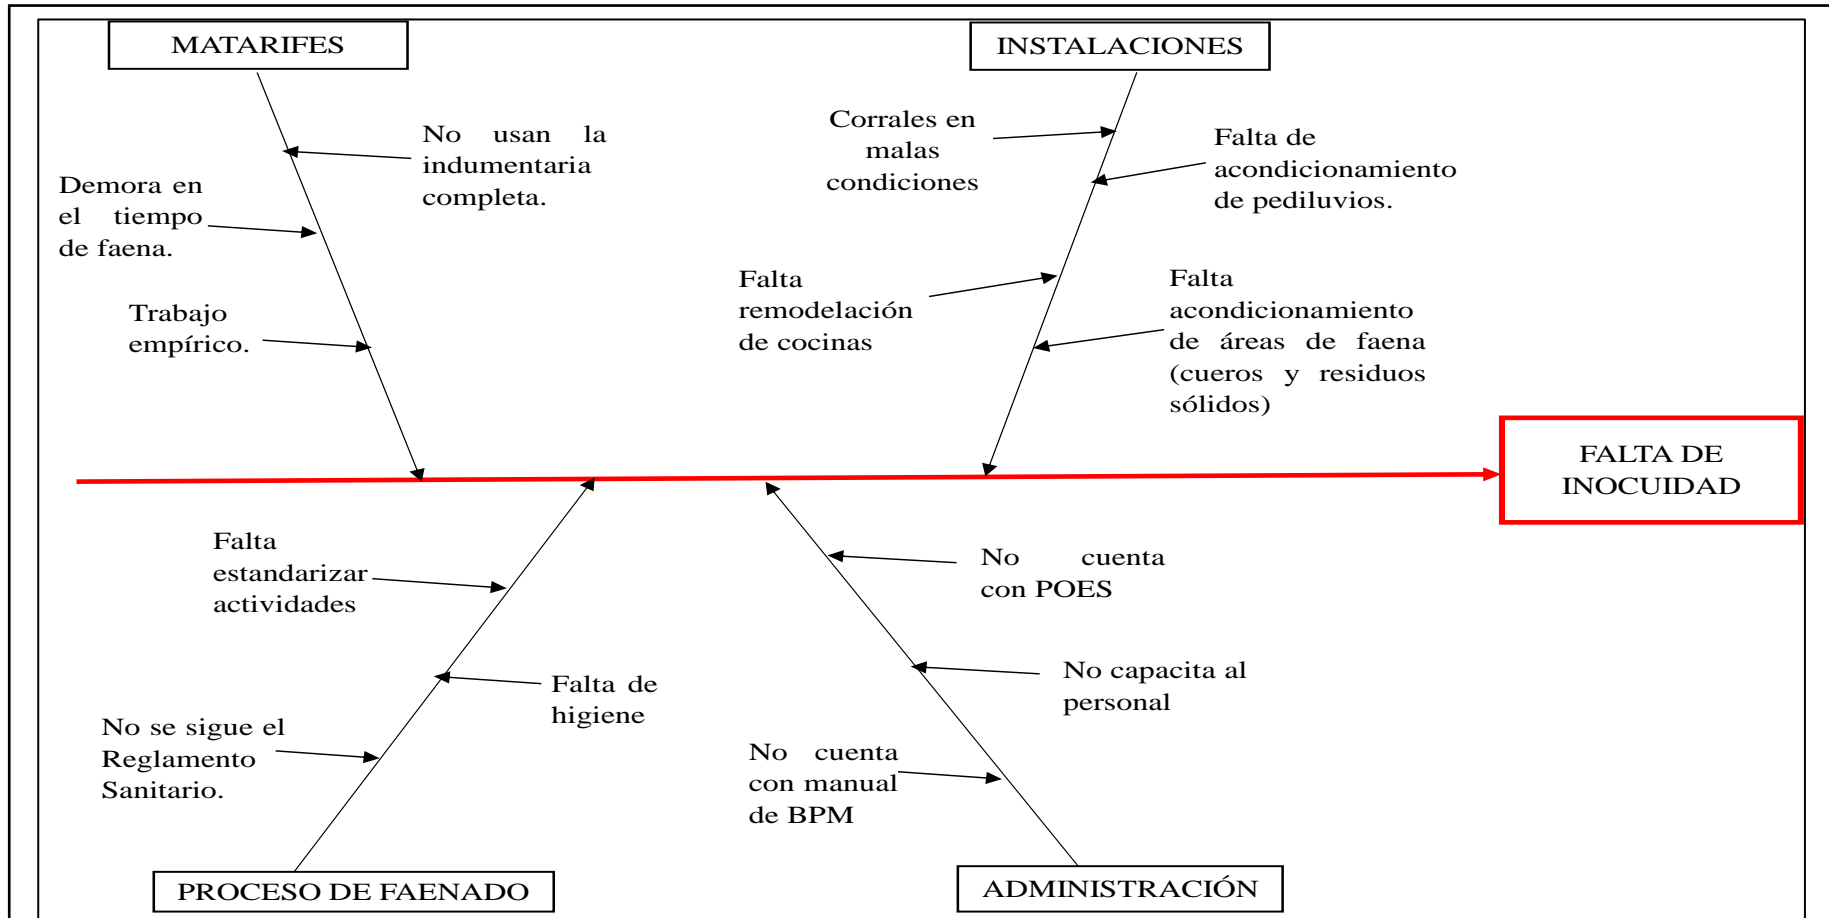 MATARIFES
INSTALACIONES
No usan la
indumentaria
completa.
Demora en
el tiempo
de faena.
Trabajo
empírico.
Corrales en
malas
condiciones
Falta de
acondicionamiento
de pediluvios.
Falta
remodelación
de cocinas
Falta
acondicionamiento
de áreas de faena
(cueros y residuos
sólidos)
FALTA DE
INOCUIDAD
Falta
estandarizar
actividades
Falta de
higiene
No se sigue el
Reglamento
Sanitario.
No cuenta
con POES
No capacita al
personal
No cuenta
con manual
de BPM
PROCESO DE FAENADO
ADMINISTRACIÓN